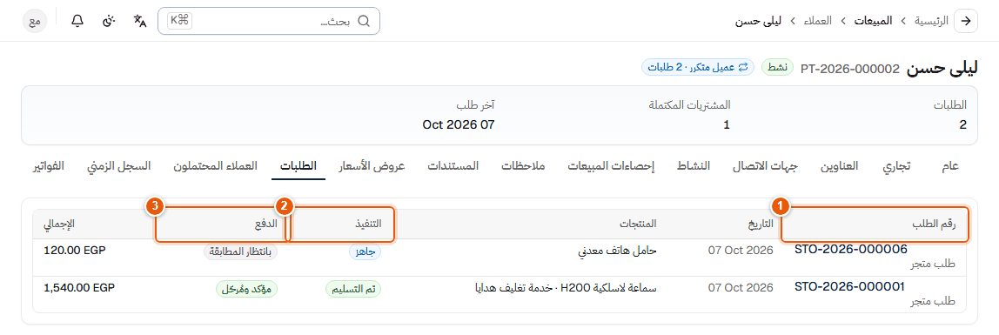 الرئيسية > المبيعات > العملاء > ليلى حسن
بحث... ⌘K
مع
ليلى حسن PT-2026-000002 نشط عميل متكرر · 2 طلبات
الطلبات المشتريات المكتملة آخر طلب
2 1 07 Oct 2026
عام تجاري العناوين جهات الاتصال النشاط إحصاءات المبيعات ملاحظات المستندات عروض الأسعار الطلبات العملاء المحتملون السجل الزمني الفواتير
1 2 3
رقم الطلب التاريخ المنتجات التنفيذ الدفع الإجمالي
STO-2026-000006 07 Oct 2026 حامل هاتف معدني جاهز بانتظار المطابقة 120.00 EGP
طلب متجر
STO-2026-000001 07 Oct 2026 سماعة لاسلكية H200 · خدمة تغليف هدايا تم التسليم مؤكد ومُرحّل 1,540.00 EGP
طلب متجر